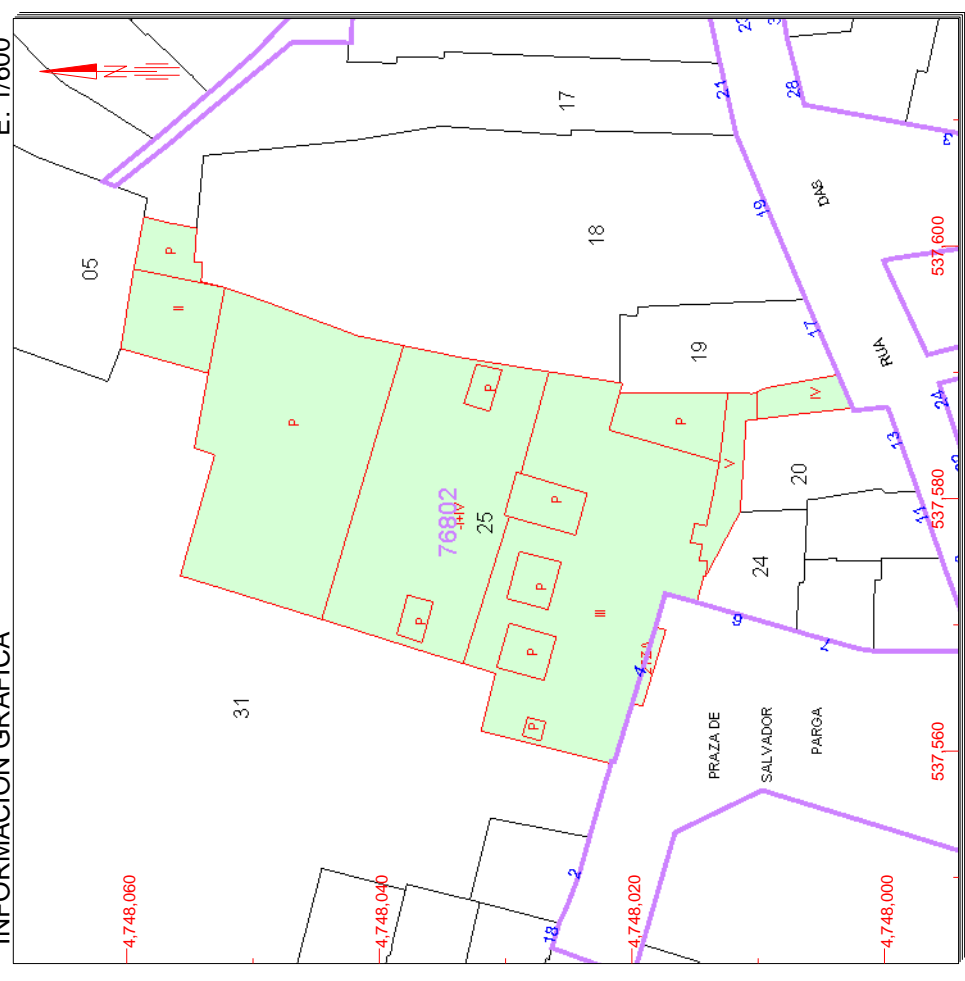 INFORMACIÓN GRÁFICA E: 1/600
N
05
17
18
19
20
24
25
31
76802
-I+IV
II
III
IV
V
P
P
P
P
P
P
P
P
P
P
21
28
19
17
13
11
24
9
7
4
2
18
3
RUA DAS
PRAZA DE
SALVADOR
PARGA
4,748,060
4,748,040
4,748,020
4,748,000
537,560
537,580
537,600